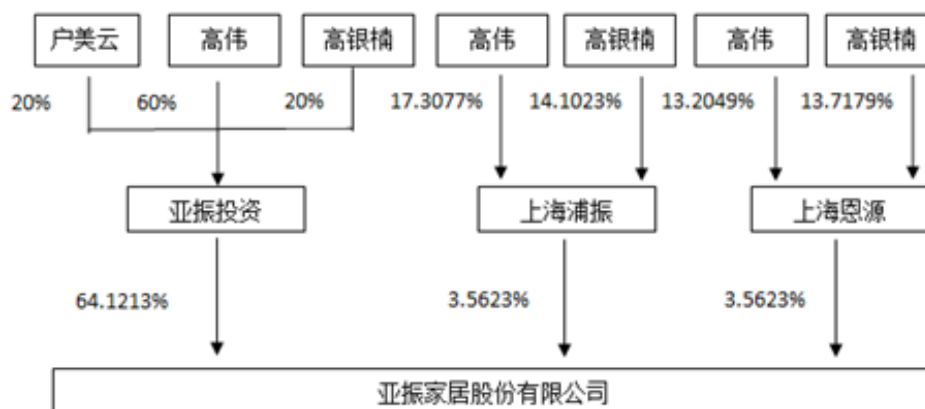 户美云 高伟 高银楠 高伟 高银楠 高伟 高银楠
20% 60% 20% 17.3077% 14.1023% 13.2049% 13.7179%
亚振投资 上海浦振 上海恩源
64.1213% 3.5623% 3.5623%
亚振家居股份有限公司